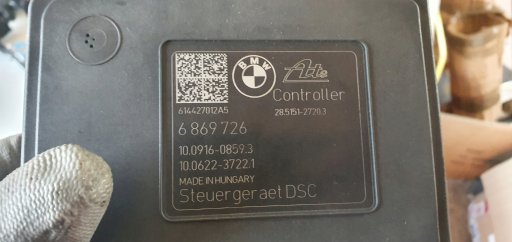 BMW
Ate
Controller
614427012A5
28.5151-2720.3
6 869 726
10.0916-0859.3
10.0622-3722.1
MADE IN HUNGARY
Steuergeraet DSC